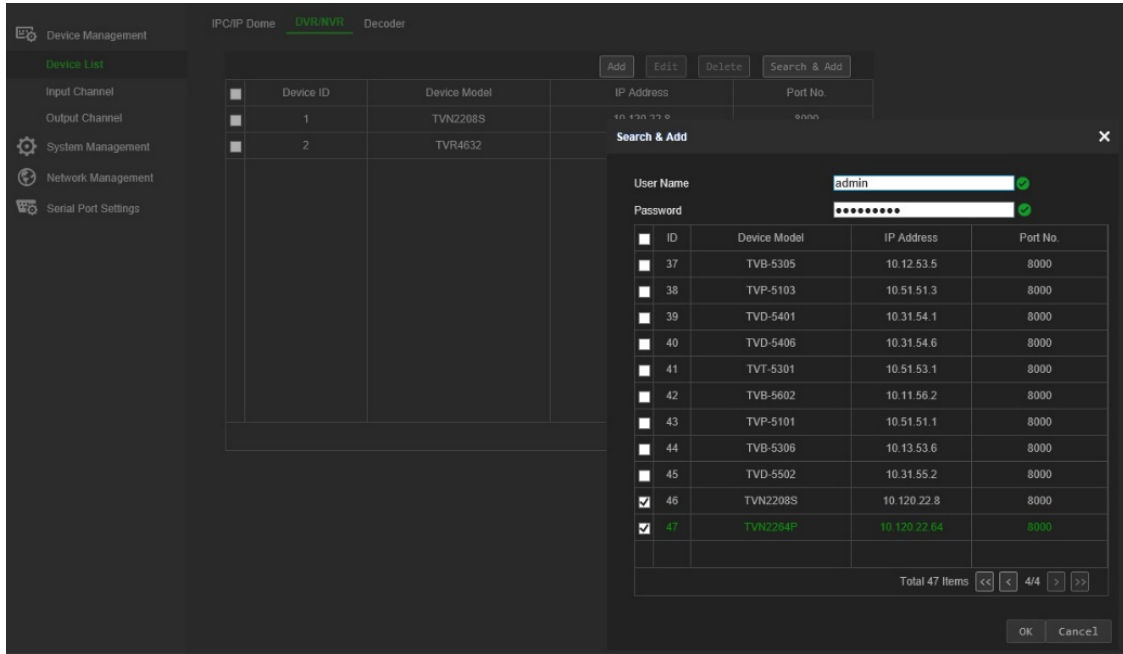 IPC/IP Dome DVR/NVR Decoder
Device Management
Device List
Input Channel
Output Channel
System Management
Network Management
Serial Port Settings
Add Edit Delete Search & Add
Device ID Device Model IP Address Port No.
1 TVN2208S 10.120.22.8 8000
2 TVR4632
Search & Add
User Name admin
Password •••••••••
ID Device Model IP Address Port No.
37 TVB-5305 10.12.53.5 8000
38 TVP-5103 10.51.51.3 8000
39 TVD-5401 10.31.54.1 8000
40 TVD-5406 10.31.54.6 8000
41 TVT-5301 10.51.53.1 8000
42 TVB-5602 10.11.56.2 8000
43 TVP-5101 10.51.51.1 8000
44 TVB-5306 10.13.53.6 8000
45 TVD-5502 10.31.55.2 8000
46 TVN2208S 10.120.22.8 8000
47 TVN2264P 10.120.22.64 8000
Total 47 Items << < 4/4 > >>
OK Cancel